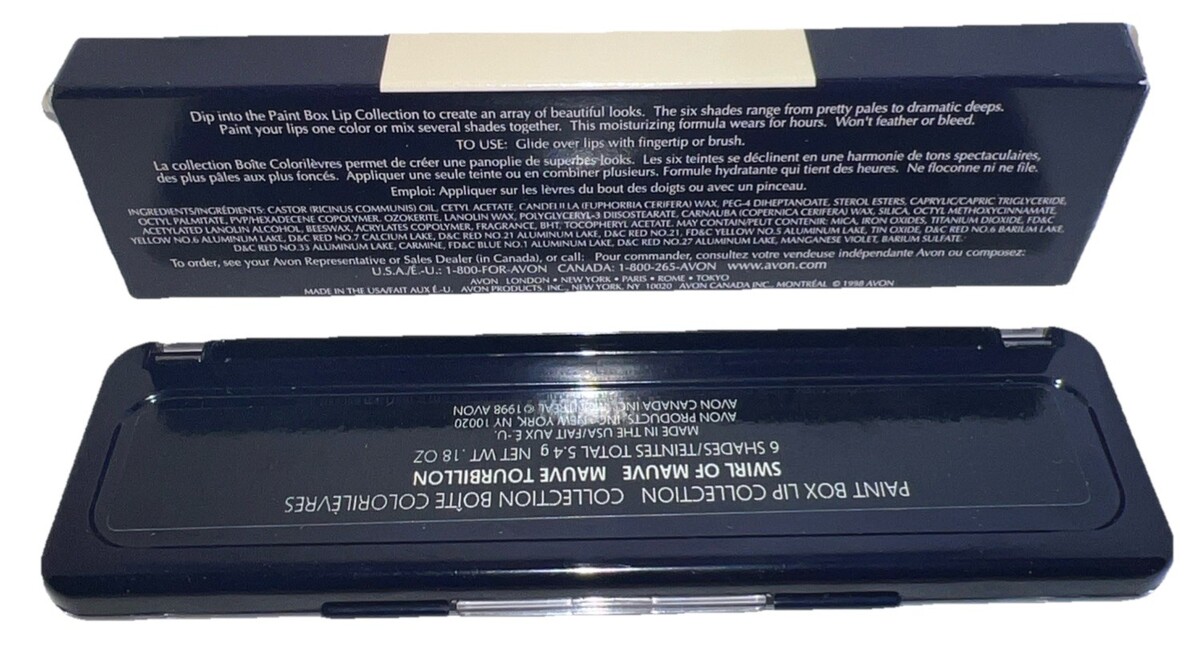 Dip into the Paint Box Lip Collection to create an array of beautiful looks. The six shades range from pretty pales to dramatic deeps.
Paint your lips one color or mix several shades together. This moisturizing formula wears for hours. Won't feather or bleed.
TO USE: Glide over lips with fingertip or brush.
La collection Boîte Colorilèvres permet de créer une panoplie de superbes looks. Les six teintes se déclinent en une harmonie de tons spectaculaires,
des plus pâles aux plus foncés. Appliquer une seule teinte ou en combiner plusieurs. Formule hydratante qui tient des heures. Ne floconne ni ne file.
Emploi: Appliquer sur les lèvres du bout des doigts ou avec un pinceau.
INGREDIENTS/INGRÉDIENTS: CASTOR (RICINUS COMMUNIS) OIL, CETYL ACETATE, CANDELILLA (EUPHORBIA CERIFERA) WAX, PEG-4 DIHEPTANOATE, STEROL ESTERS, CAPRYLIC/CAPRIC TRIGLYCERIDE,
OCTYL PALMITATE, PVP/HEXADECENE COPOLYMER, OZOKERITE, LANOLIN WAX, POLYGLYCERYL-3 DIISOSTEARATE, CARNAUBA (COPERNICA CERIFERA) WAX, SILICA, OCTYL METHOXYCINNAMATE,
ACETYLATED LANOLIN ALCOHOL, BEESWAX, ACRYLATES COPOLYMER, FRAGRANCE, BHT, TOCOPHERYL ACETATE. MAY CONTAIN/PEUT CONTENIR: MICA, IRON OXIDES, TITANIUM DIOXIDE, FD&C
YELLOW NO.6 ALUMINUM LAKE, D&C RED NO.7 CALCIUM LAKE, D&C RED NO.21 ALUMINUM LAKE, D&C RED NO.21, FD&C YELLOW NO.5 ALUMINUM LAKE, TIN OXIDE, D&C RED NO.6 BARIUM LAKE,
D&C RED NO.33 ALUMINUM LAKE, CARMINE, FD&C BLUE NO.1 ALUMINUM LAKE, D&C RED NO.27 ALUMINUM LAKE, MANGANESE VIOLET, BARIUM SULFATE.
To order, see your Avon Representative or Sales Dealer (in Canada), or call: Pour commander, consultez votre vendeuse indépendante Avon ou composez:
U.S.A./É.-U.: 1-800-FOR-AVON CANADA: 1-800-265-AVON www.avon.com
AVON LONDON • NEW YORK • PARIS • ROME • TOKYO
MADE IN THE USA/FAIT AUX É.-U. AVON PRODUCTS, INC., NEW YORK, NY 10020 AVON CANADA INC., MONTRÉAL © 1998 AVON
PAINT BOX LIP COLLECTION COLLECTION BOÎTE COLORILÈVRES
SWIRL OF MAUVE MAUVE TOURBILLON
6 SHADES/TEINTES TOTAL 5.4 g NET WT. .18 OZ
MADE IN THE USA/FAIT AUX É.-U.
AVON PRODUCTS, INC., NEW YORK, NY 10020
AVON CANADA INC., MONTRÉAL © 1998 AVON